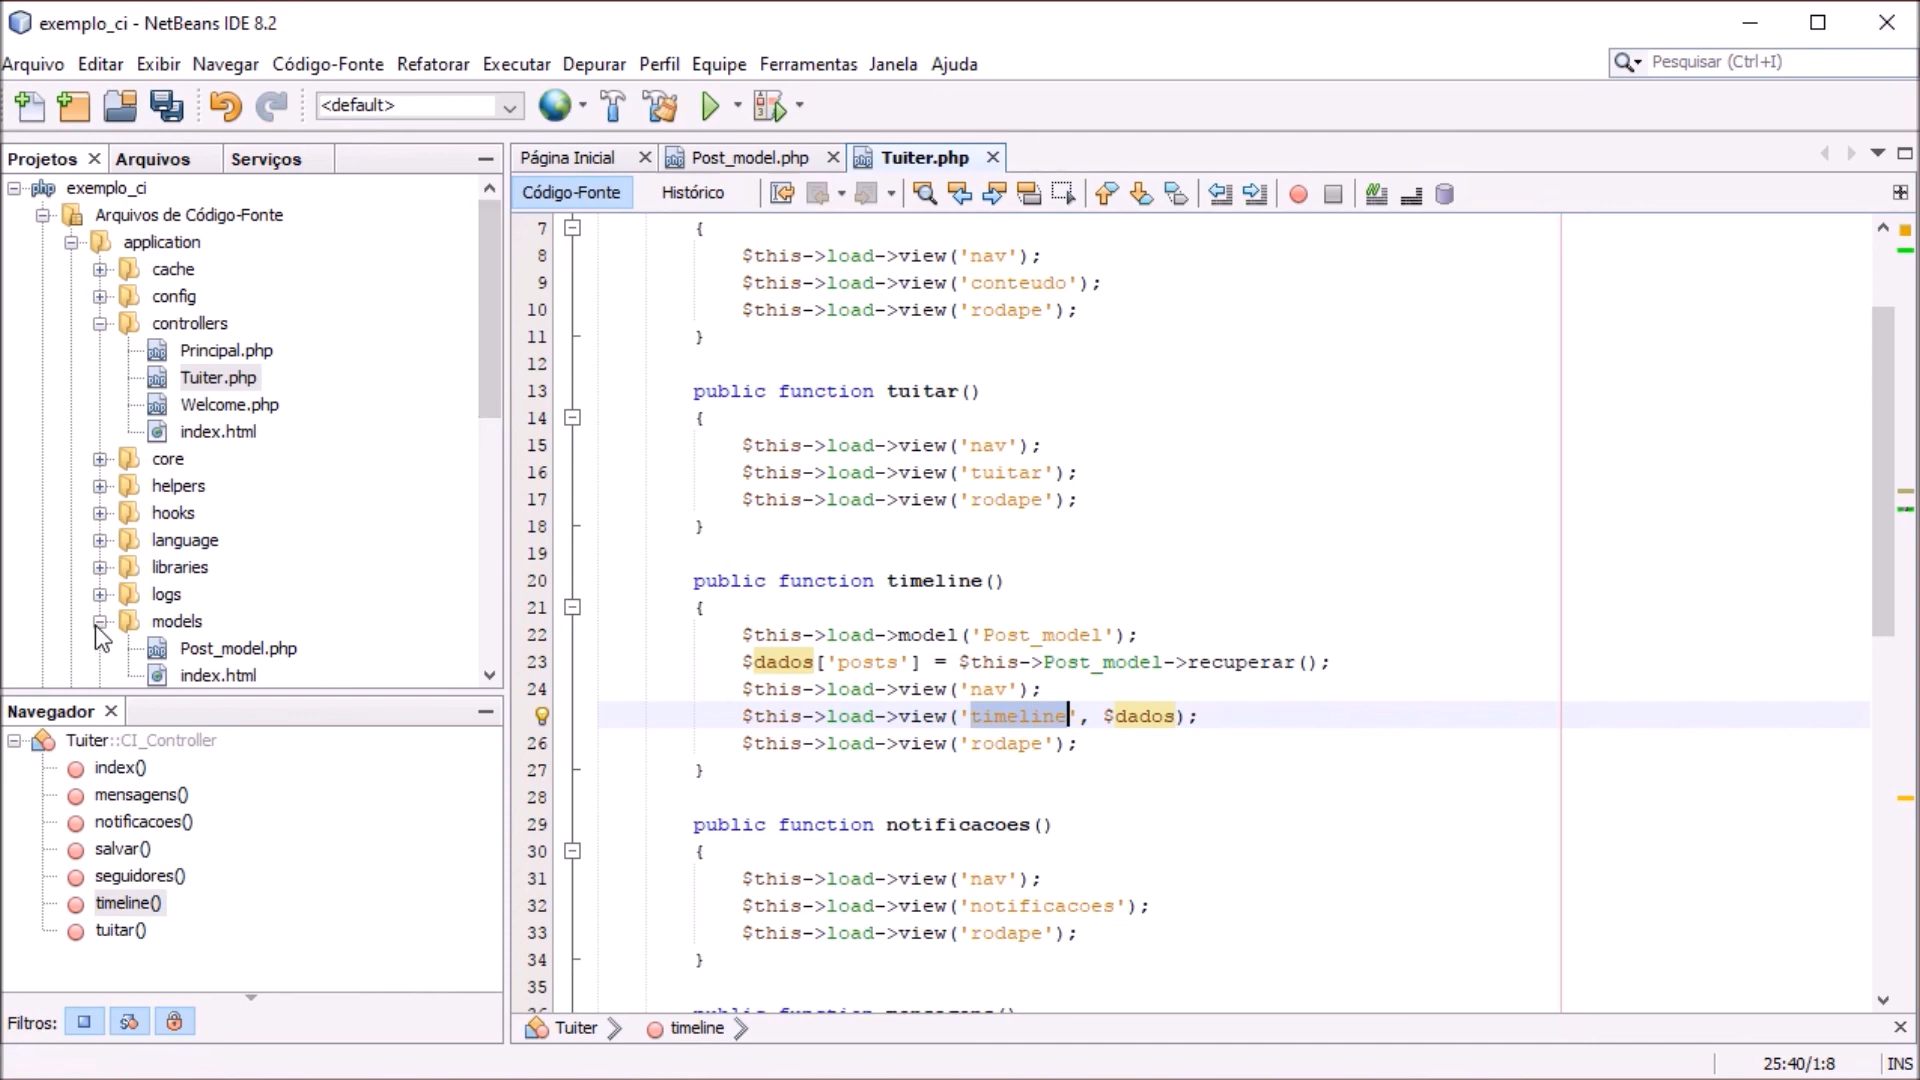 exemplo_ci - NetBeans IDE 8.2
Arquivo Editar Exibir Navegar Código-Fonte Refatorar Executar Depurar Perfil Equipe Ferramentas Janela Ajuda
Pesquisar (Ctrl+I)
<default>
Projetos Arquivos Serviços
exemplo_ci
Arquivos de Código-Fonte
application
cache
config
controllers
Principal.php
Tuiter.php
Welcome.php
index.html
core
helpers
hooks
language
libraries
logs
models
Post_model.php
index.html
Navegador
Tuiter::CI_Controller
index()
mensagens()
notificacoes()
salvar()
seguidores()
timeline()
tuitar()
Filtros:
Página Inicial Post_model.php Tuiter.php
Código-Fonte Histórico
7 {
8 $this->load->view('nav');
9 $this->load->view('conteudo');
10 $this->load->view('rodape');
11 }
12
13 public function tuitar()
14 {
15 $this->load->view('nav');
16 $this->load->view('tuitar');
17 $this->load->view('rodape');
18 }
19
20 public function timeline()
21 {
22 $this->load->model('Post_model');
23 $dados['posts'] = $this->Post_model->recuperar();
24 $this->load->view('nav');
$this->load->view('timeline', $dados);
26 $this->load->view('rodape');
27 }
28
29 public function notificacoes()
30 {
31 $this->load->view('nav');
32 $this->load->view('notificacoes');
33 $this->load->view('rodape');
34 }
35
Tuiter timeline
25:40/1:8 INS